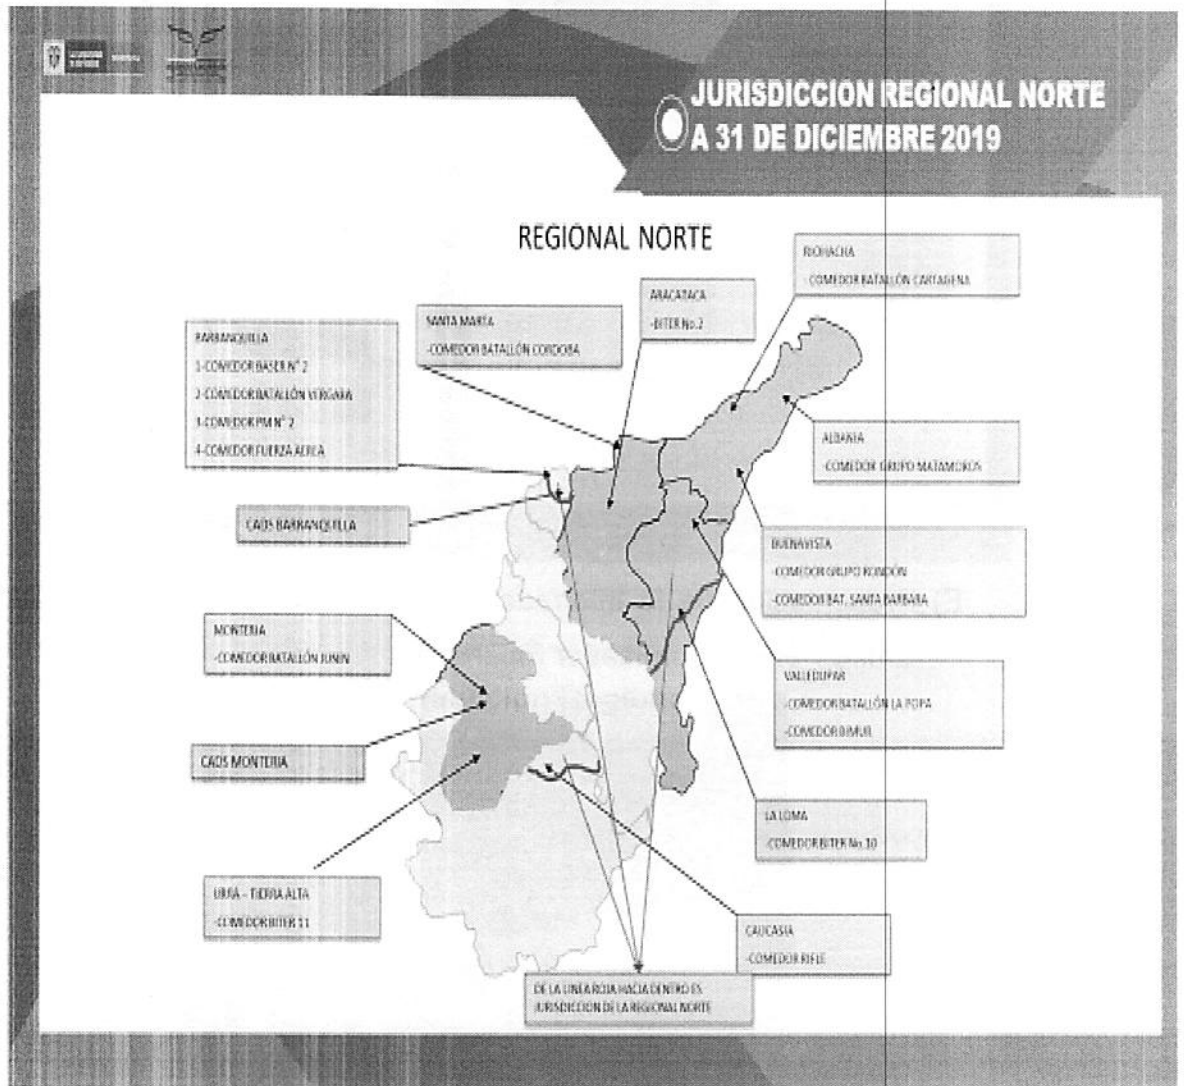 JURISDICCION REGIONAL NORTE
A 31 DE DICIEMBRE 2019
REGIONAL NORTE
RIOHACHA
-COMEDOR BATALLÓN CARTAGENA
ARACATACA
-BITER No.2
SANTA MARTA
-COMEDOR BATALLÓN CORDOBA
BARRANQUILLA
1-COMEDOR BASER N° 2
2-COMEDOR BATALLÓN VERGARA
3-COMEDOR PM N° 2
4-COMEDOR FUERZA AEREA
ALBANIA
-COMEDOR GRUPO MATAMOROS
CADS BARRANQUILLA
BUENAVISTA
-COMEDOR GRUPO RONDÓN
-COMEDOR BAT. SANTA BARBARA
MONTERIA
-COMEDOR BATALLÓN JUNIN
VALLEDUPAR
-COMEDOR BATALLÓN LA POPA
-COMEDOR BIMUR
CADS MONTERIA
LA LOMA
-COMEDOR BITER No.10
URRÁ - TIERRA ALTA
-COMEDOR BITER 11
CAUCASIA
-COMEDOR RIFLE
DE LA LINEA ROJA HACIA DENTRO ES
JURISDICCION DE LA REGIONAL NORTE